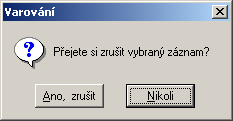 Varování
Přejete si zrušit vybraný záznam?
Ano, zrušit
Nikoli